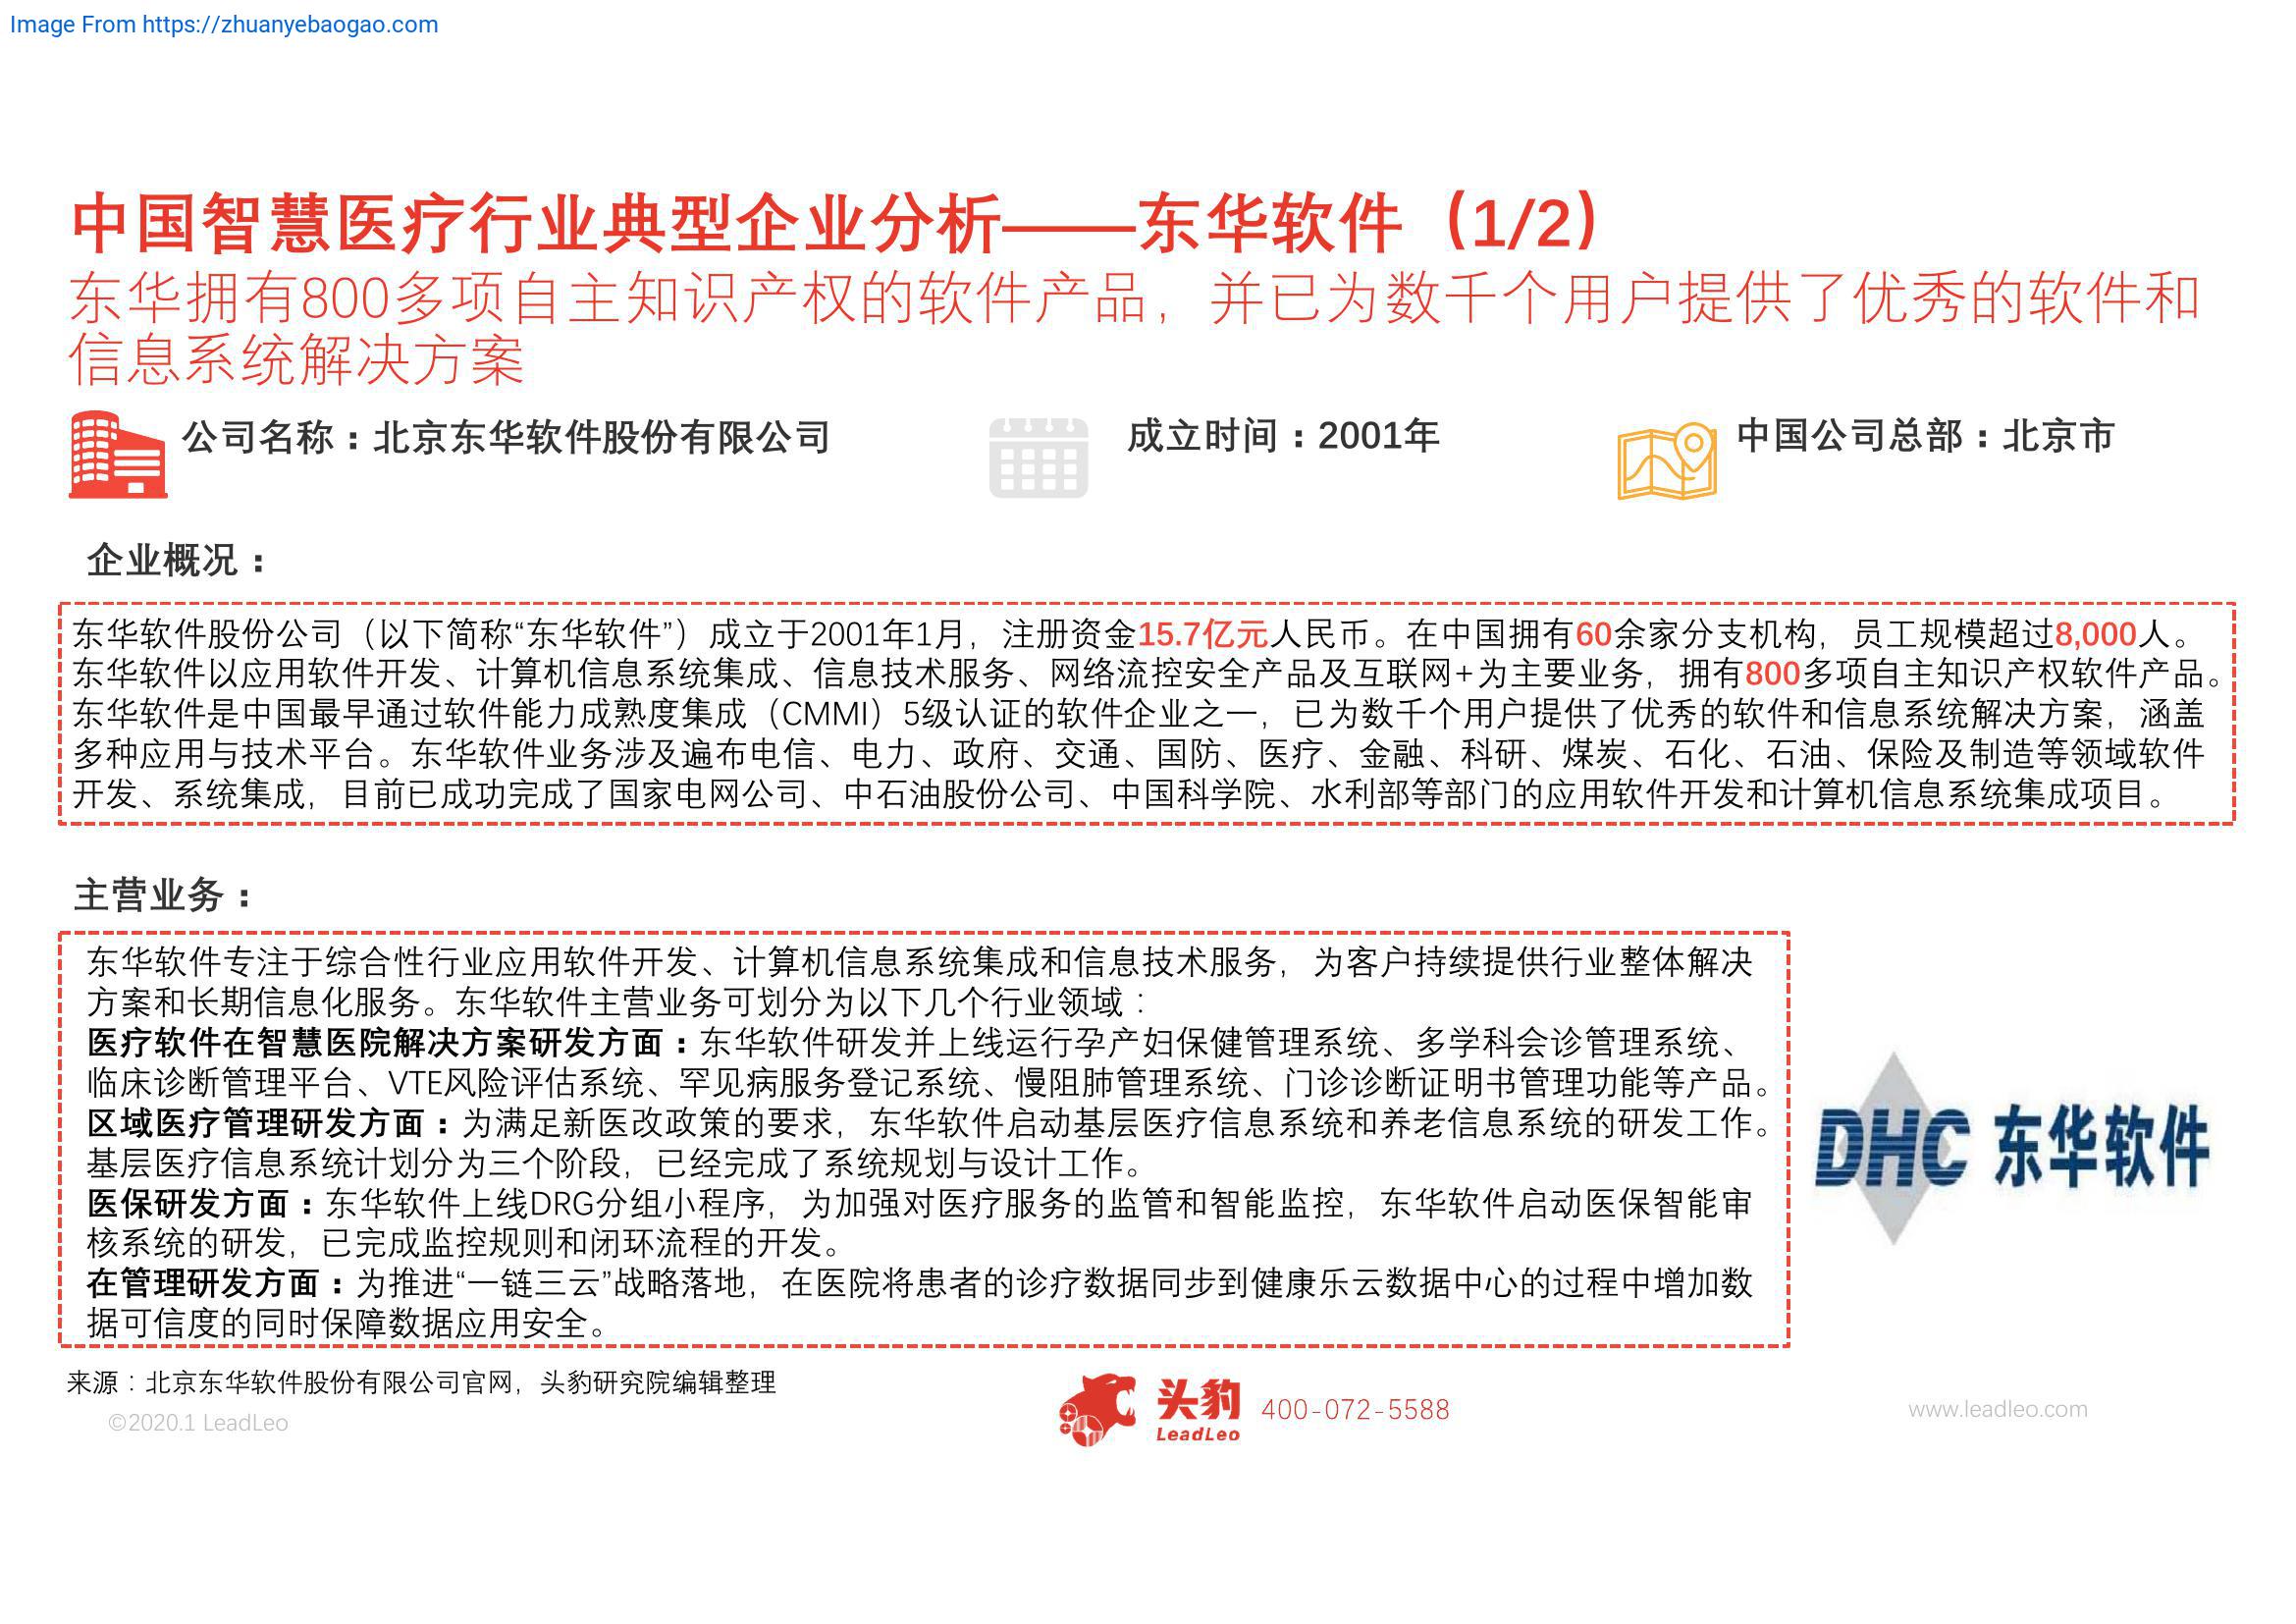 Image From https://zhuanyebaogao.com
中国智慧医疗行业典型企业分析——东华软件（1/2）
东华拥有800多项自主知识产权的软件产品，并已为数千个用户提供了优秀的软件和
信息系统解决方案
公司名称：北京东华软件股份有限公司
成立时间：2001年
中国公司总部：北京市
企业概况：
东华软件股份公司（以下简称“东华软件”）成立于2001年1月，注册资金15.7亿元人民币。在中国拥有60余家分支机构，员工规模超过8,000人。
东华软件以应用软件开发、计算机信息系统集成、信息技术服务、网络流控安全产品及互联网+为主要业务，拥有800多项自主知识产权软件产品。
东华软件是中国最早通过软件能力成熟度集成（CMMI）5级认证的软件企业之一，已为数千个用户提供了优秀的软件和信息系统解决方案，涵盖
多种应用与技术平台。东华软件业务涉及遍布电信、电力、政府、交通、国防、医疗、金融、科研、煤炭、石化、石油、保险及制造等领域软件
开发、系统集成，目前已成功完成了国家电网公司、中石油股份公司、中国科学院、水利部等部门的应用软件开发和计算机信息系统集成项目。
主营业务：
东华软件专注于综合性行业应用软件开发、计算机信息系统集成和信息技术服务，为客户持续提供行业整体解决
方案和长期信息化服务。东华软件主营业务可划分为以下几个行业领域：
医疗软件在智慧医院解决方案研发方面：东华软件研发并上线运行孕产妇保健管理系统、多学科会诊管理系统、
临床诊断管理平台、VTE风险评估系统、罕见病服务登记系统、慢阻肺管理系统、门诊诊断证明书管理功能等产品。
区域医疗管理研发方面：为满足新医改政策的要求，东华软件启动基层医疗信息系统和养老信息系统的研发工作。
基层医疗信息系统计划分为三个阶段，已经完成了系统规划与设计工作。
医保研发方面：东华软件上线DRG分组小程序，为加强对医疗服务的监管和智能监控，东华软件启动医保智能审
核系统的研发，已完成监控规则和闭环流程的开发。
在管理研发方面：为推进“一链三云”战略落地，在医院将患者的诊疗数据同步到健康乐云数据中心的过程中增加数
据可信度的同时保障数据应用安全。
DHC 东华软件
来源：北京东华软件股份有限公司官网，头豹研究院编辑整理
©2020.1 LeadLeo
头豹
LeadLeo
400-072-5588
www.leadleo.com